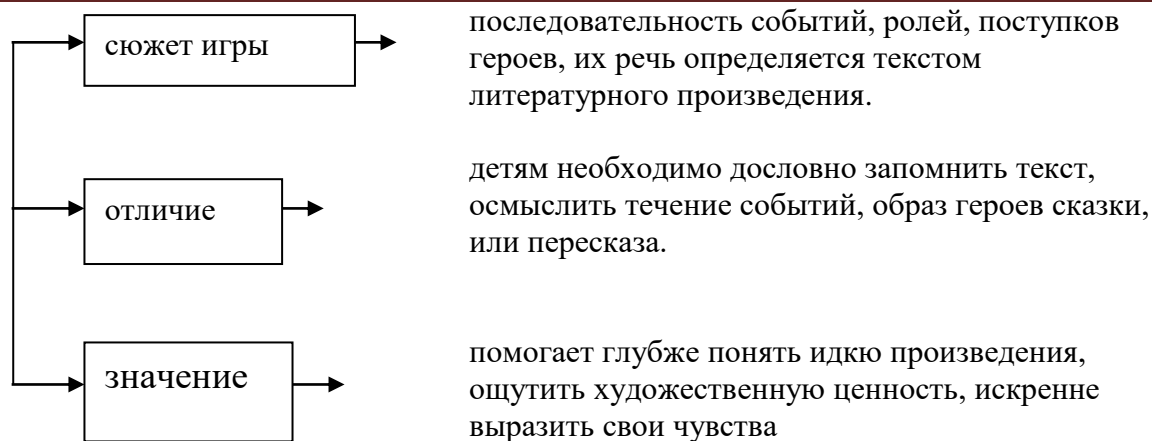 сюжет игры
последовательность событий, ролей, поступков
героев, их речь определяется текстом
литературного произведения.
отличие
детям необходимо дословно запомнить текст,
осмыслить течение событий, образ героев сказки,
или пересказа.
значение
помогает глубже понять идкю произведения,
ощутить художественную ценность, искренне
выразить свои чувства